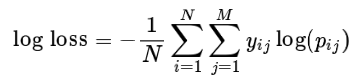 log loss = −\frac{1}{N} \sum_{i=1}^{N} \sum_{j=1}^{M} y_{ij} \log(p_{ij})